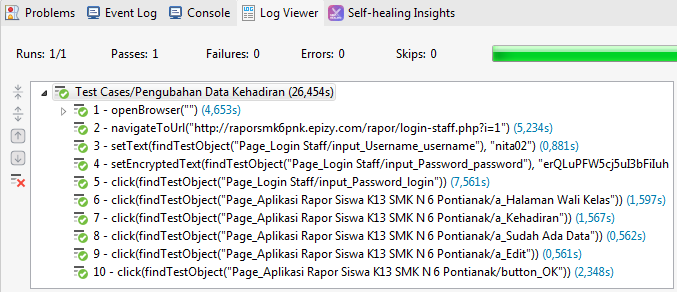 Problems Event Log Console Log Viewer Self-healing Insights
Runs: 1/1 Passes: 1 Failures: 0 Errors: 0 Skips: 0
Test Cases/Pengubahan Data Kehadiran (26,454s)
1 - openBrowser("") (4,653s)
2 - navigateToUrl("http://raporsmk6pnk.epizy.com/rapor/login-staff.php?i=1") (5,234s)
3 - setText(findTestObject("Page_Login Staff/input_Username_username"), "nita02") (0,881s)
4 - setEncryptedText(findTestObject("Page_Login Staff/input_Password_password"), "erQLuPFW5cj5uI3bFiIuh
5 - click(findTestObject("Page_Login Staff/input_Password_login")) (7,561s)
6 - click(findTestObject("Page_Aplikasi Rapor Siswa K13 SMK N 6 Pontianak/a_Halaman Wali Kelas")) (1,597s)
7 - click(findTestObject("Page_Aplikasi Rapor Siswa K13 SMK N 6 Pontianak/a_Kehadiran")) (1,567s)
8 - click(findTestObject("Page_Aplikasi Rapor Siswa K13 SMK N 6 Pontianak/a_Sudah Ada Data")) (0,562s)
9 - click(findTestObject("Page_Aplikasi Rapor Siswa K13 SMK N 6 Pontianak/a_Edit")) (0,561s)
10 - click(findTestObject("Page_Aplikasi Rapor Siswa K13 SMK N 6 Pontianak/button_OK")) (2,348s)